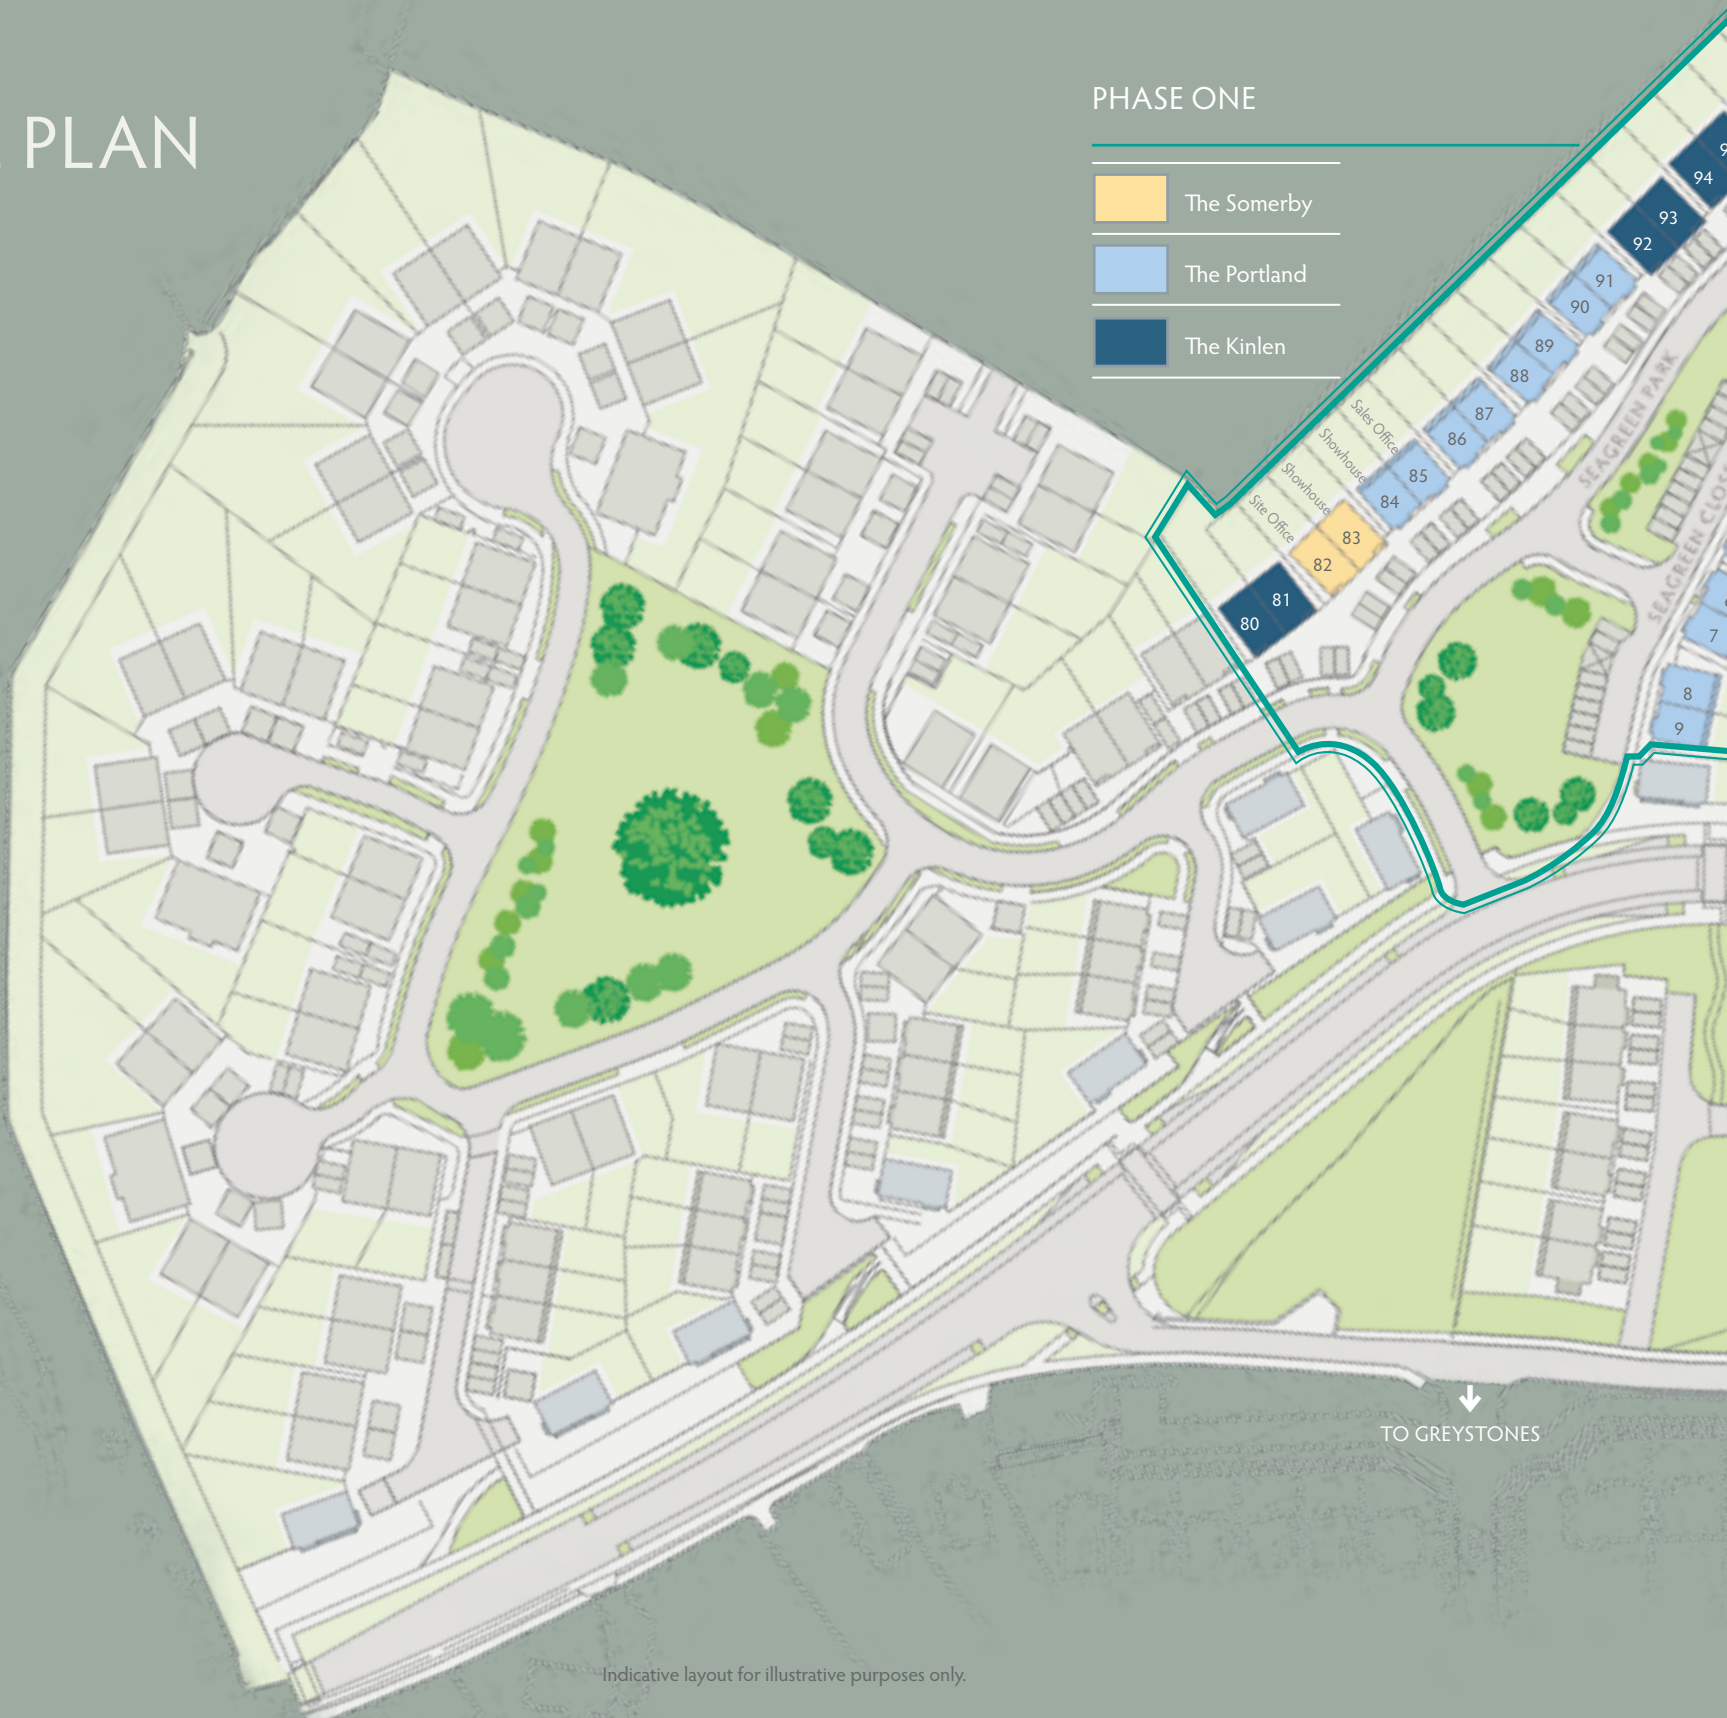 PLAN
PHASE ONE
The Somerby
The Portland
The Kinlen
94
93
92
91
90
89
88
87
86
85
84
83
82
81
80
Sales Office
Showhouse
Showhouse
Site Office
SEAGREEN PARK
SEAGREEN CLOS
7
8
9
TO GREYSTONES
Indicative layout for illustrative purposes only.